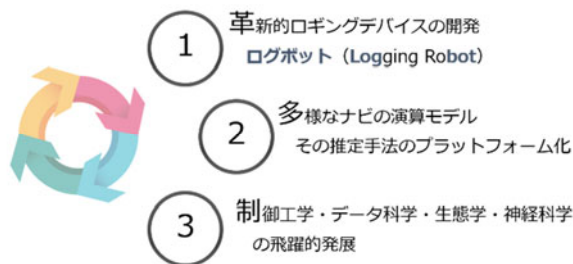 1
革新的ロギングデバイスの開発
ログボット（Logging Robot）
2
多様なナビの演算モデル
その推定手法のプラットフォーム化
3
制御工学・データ科学・生態学・神経科学
の飛躍的発展